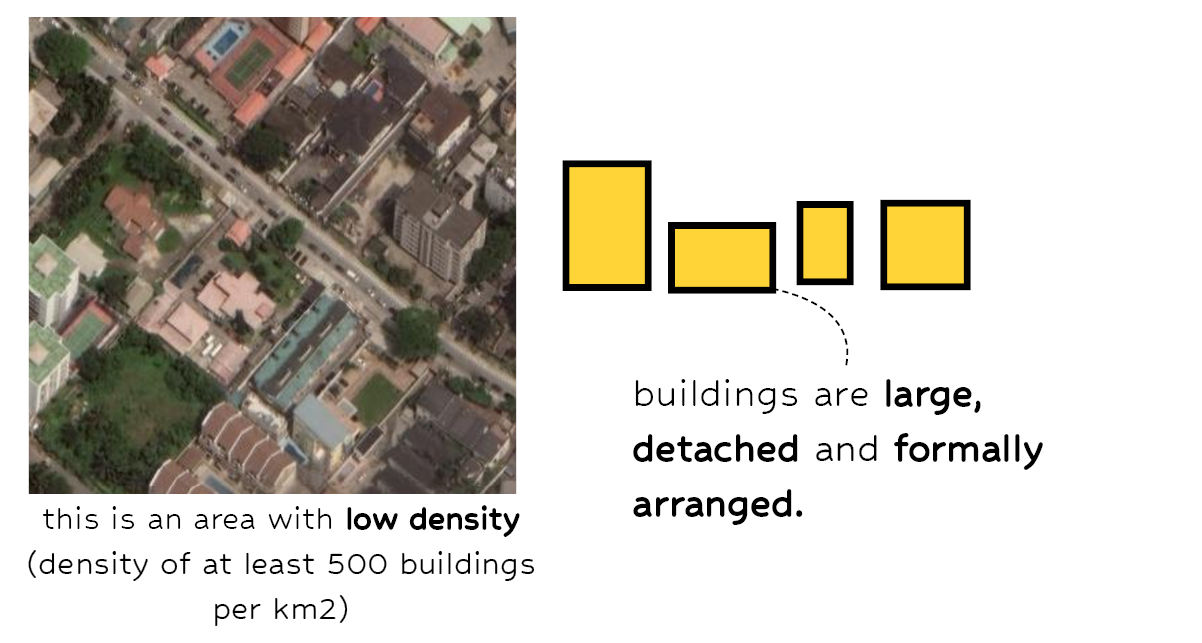 this is an area with low density
(density of at least 500 buildings
per km2)
buildings are large,
detached and formally
arranged.